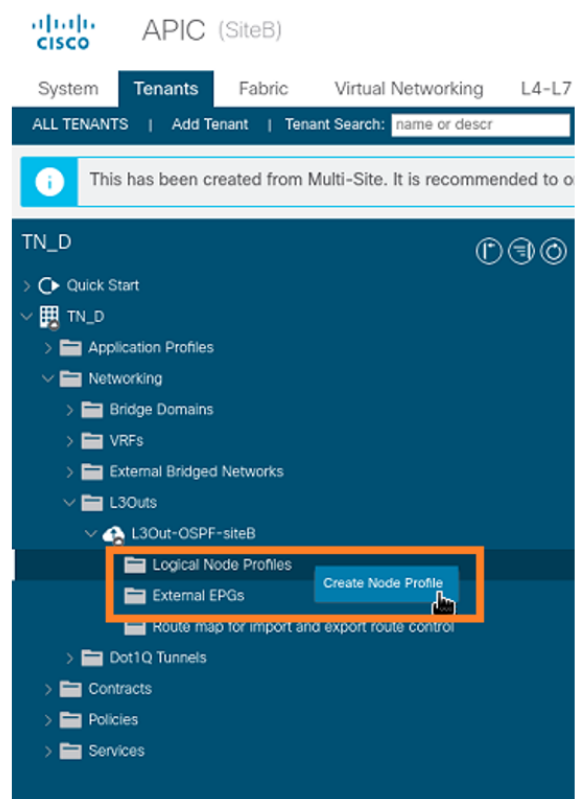 CISCO
APIC (SiteB)
System Tenants Fabric Virtual Networking L4-L7
ALL TENANTS | Add Tenant | Tenant Search: name or descr
i This has been created from Multi-Site. It is recommended to
TN_D
Quick Start
TN_D
Application Profiles
Networking
Bridge Domains
VRFs
External Bridged Networks
L3Outs
L3Out-OSPF-siteB
Logical Node Profiles
Create Node Profile
External EPGs
Route map for import and export route control
Dot1Q Tunnels
Contracts
Policies
Services